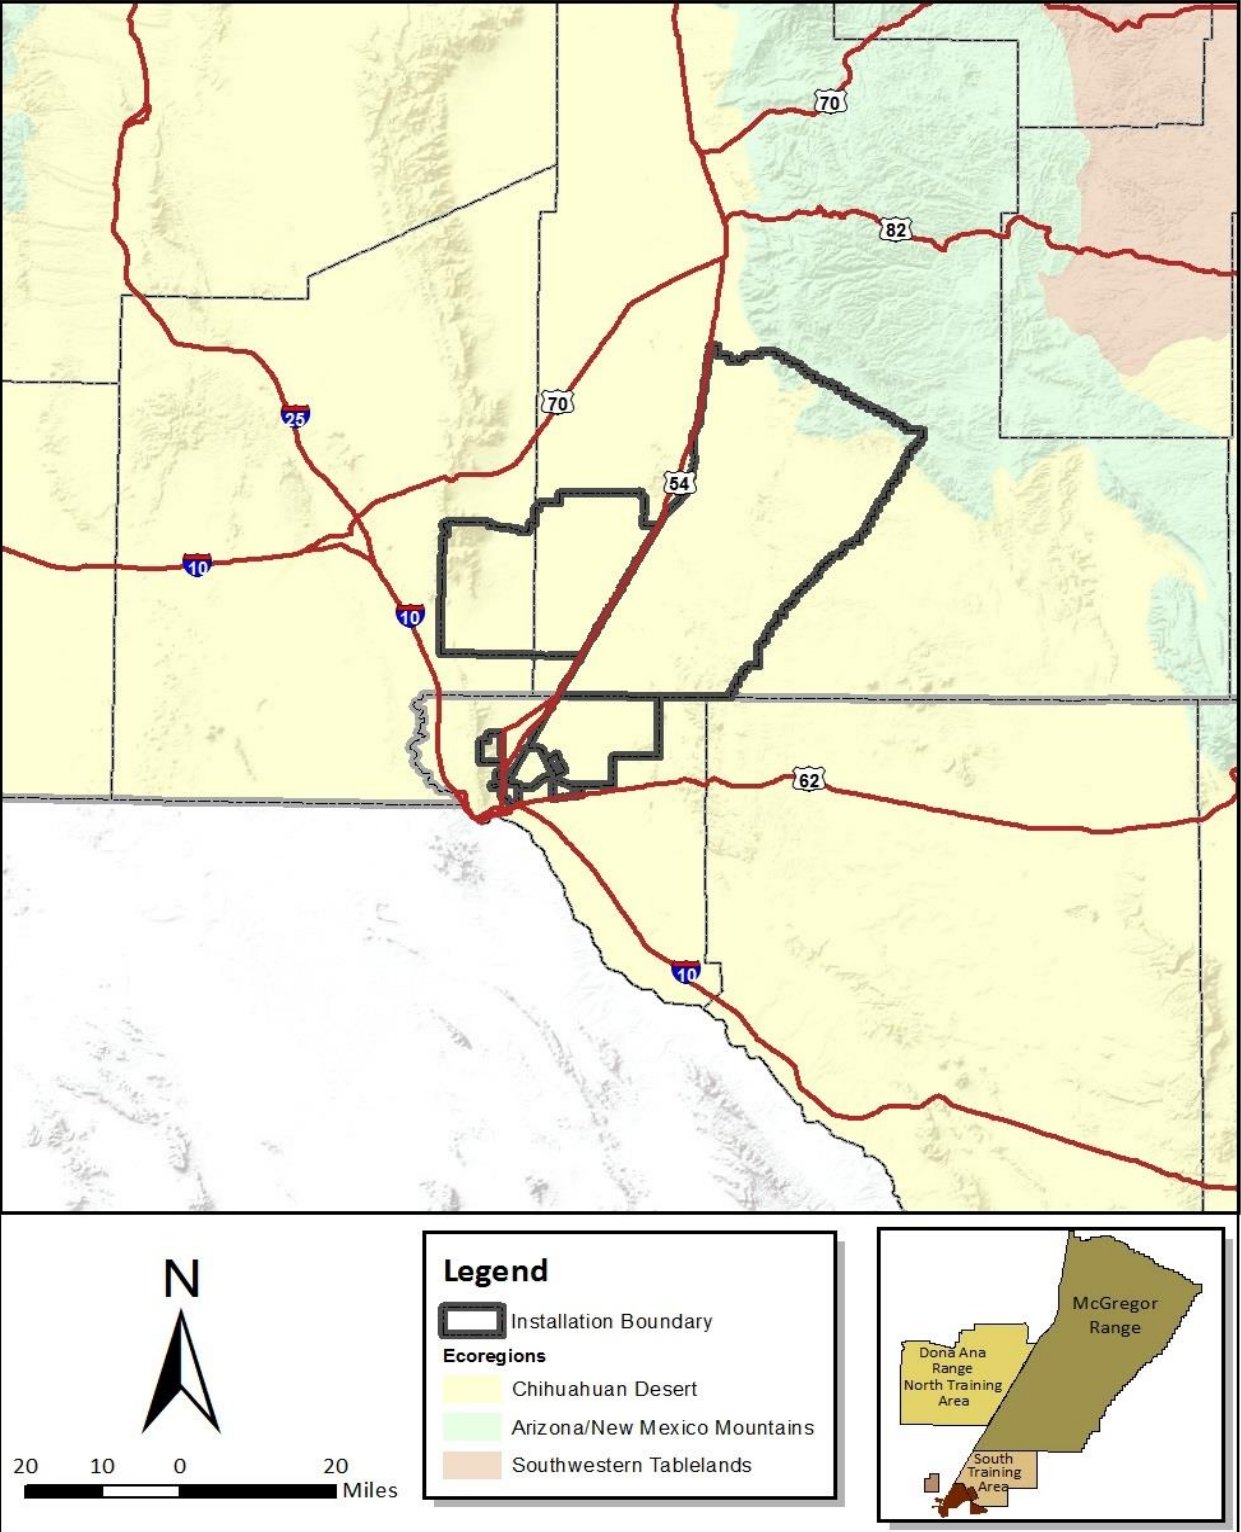 70
82
25
70
54
10
10
62
10
N
20 10 0 20
Miles
Legend
Installation Boundary
Ecoregions
Chihuahuan Desert
Arizona/New Mexico Mountains
Southwestern Tablelands
McGregor
Range
Dona Ana
Range
North Training
Area
South
Training
Area